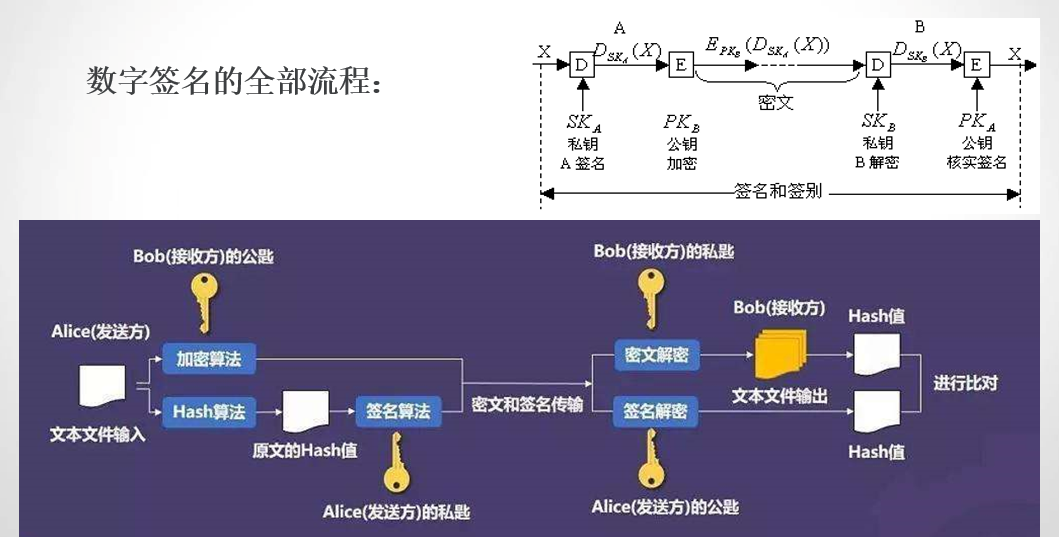 数字签名的全部流程：
A
B
X
D_{SK_A}(X)
E_{PK_B}(D_{SK_A}(X))
D_{SK_B}(X)
X
D
E
D
E
密文
SK_A
PK_B
SK_B
PK_A
私钥
公钥
私钥
公钥
A 签名
加密
B 解密
核实签名
签名和签别
Bob(接收方)的公匙
Bob(接收方)的私匙
Alice(发送方)
Bob(接收方)
Hash值
加密算法
密文解密
文本文件输出
进行比对
Hash算法
签名算法
密文和签名传输
签名解密
文本文件输入
原文的Hash值
Hash值
Alice(发送方)的私匙
Alice(发送方)的公匙